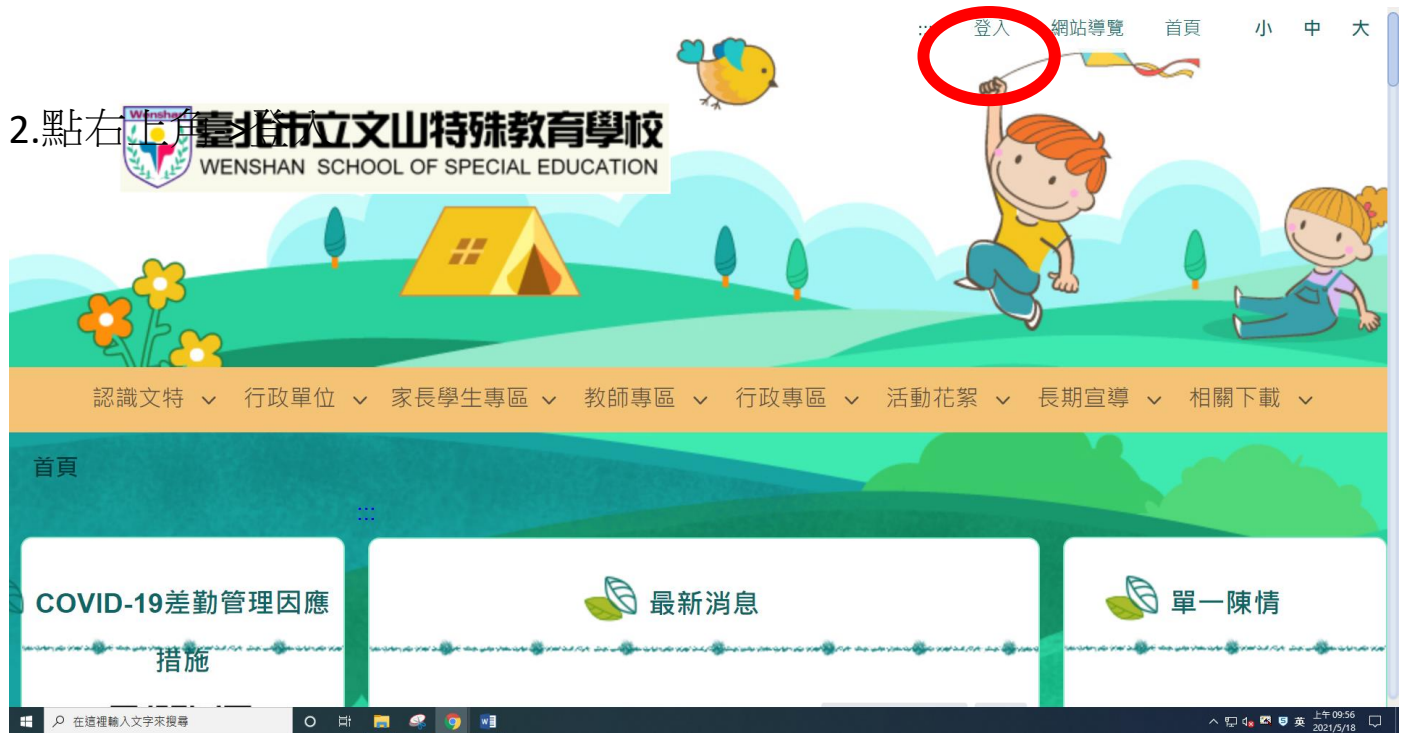 ::: 登入 網站導覽 首頁 小 中 大
2.點右上角->登入
Wenshan
臺北市立文山特殊教育學校
WENSHAN SCHOOL OF SPECIAL EDUCATION
認識文特 行政單位 家長學生專區 教師專區 行政專區 活動花絮 長期宣導 相關下載
首頁
:::
COVID-19差勤管理因應
措施
最新消息
單一陳情
在這裡輸入文字來搜尋
英
上午 09:56
2021/5/18